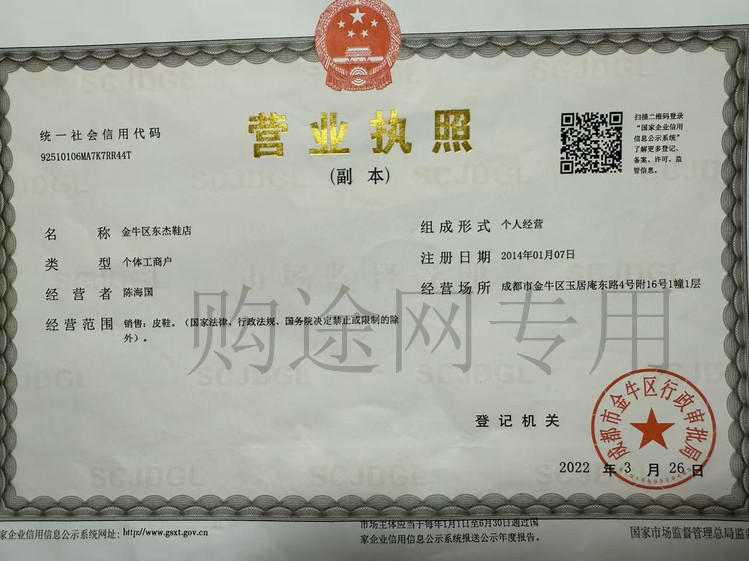 营业执照
(副 本)
统一社会信用代码
92510106MA7K7RR44T
扫描二维码登录
“国家企业信用
信息公示系统”
了解更多登记、
备案、许可、监
管信息。
名 称 金牛区东杰鞋店
类 型 个体工商户
经 营 者 陈海国
经 营 范 围 销售：皮鞋。（国家法律、行政法规、国务院决定禁止或限制的除
外）。
组 成 形 式 个人经营
注 册 日 期 2014年01月07日
经 营 场 所 成都市金牛区玉居庵东路4号附16号1幢1层
购途网专用
登 记 机 关
成都市金牛区行政审批局
2022 年 3 月 26 日
家企业信用信息公示系统网址: http://www.gsxt.gov.cn
市场主体应当于每年1月1日至6月30日通过国
家企业信用信息公示系统报送公示年度报告。
国家市场监督管理总局监
SCJDGL
SCJDGL
SCJDGL
SCJDGL
SCJDGL
SCJDGL